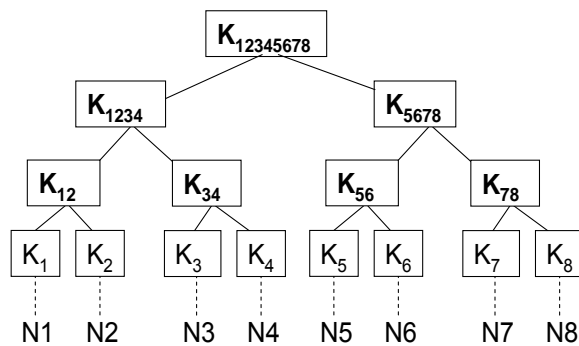 K₁₂₃₄₅₆₇₈
K₁₂₃₄ K₅₆₇₈
K₁₂ K₃₄ K₅₆ K₇₈
K₁ K₂ K₃ K₄ K₅ K₆ K₇ K₈
N1 N2 N3 N4 N5 N6 N7 N8